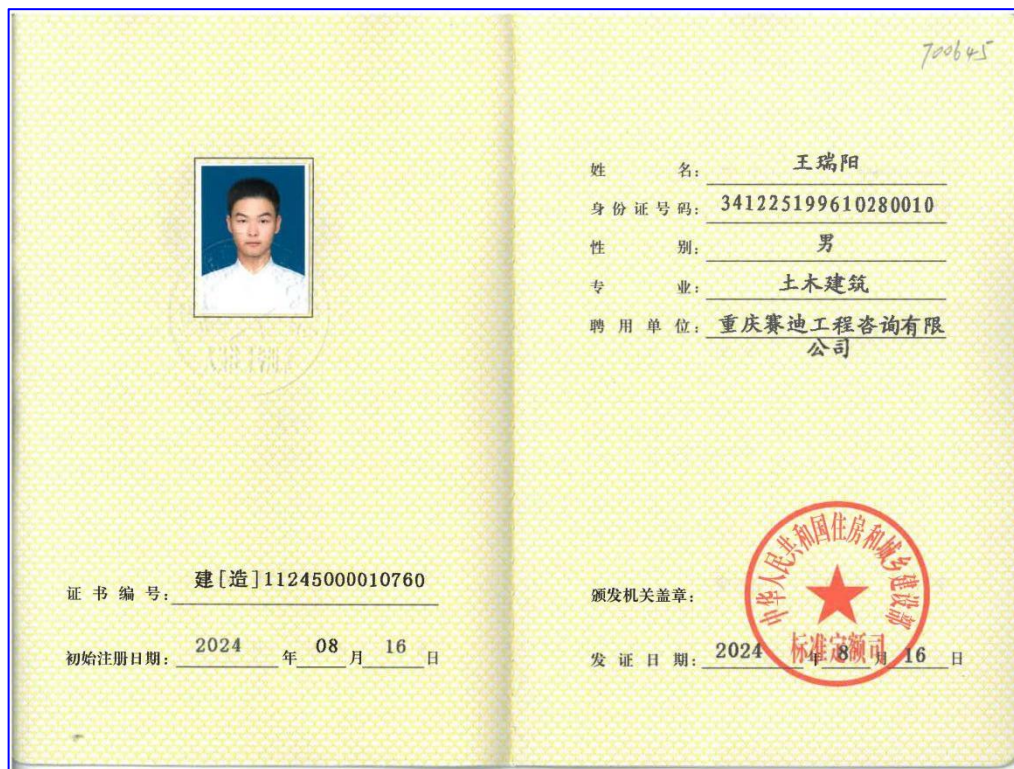 700645
姓名: 王瑞阳
身份证号码: 341225199610280010
性别: 男
专业: 土木建筑
聘用单位: 重庆赛迪工程咨询有限
公司
证书编号: 建[造]11245000010760
初始注册日期: 2024 年 08 月 16 日
颁发机关盖章:
中华人民共和国住房和城乡建设部
标准定额司
发证日期: 2024 年 8 月 16 日